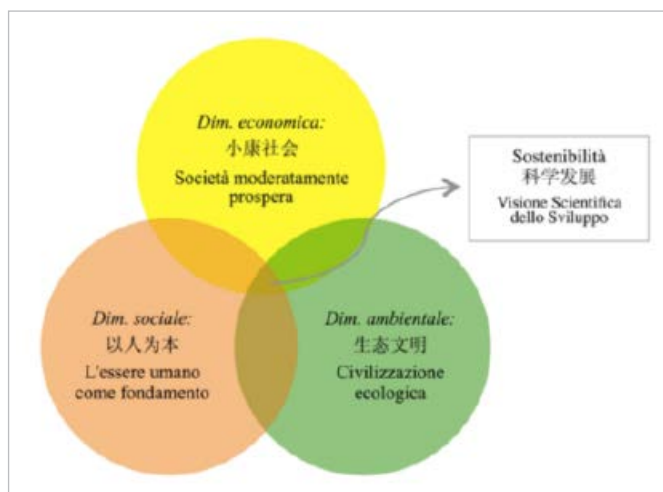 Dim. economica:
小康社会
Società moderatamente
prospera
Sostenibilità
科学发展
Visione Scientifica
dello Sviluppo
Dim. sociale:
以人为本
L'essere umano
come fondamento
Dim. ambientale:
生态文明
Civilizzazione
ecologica